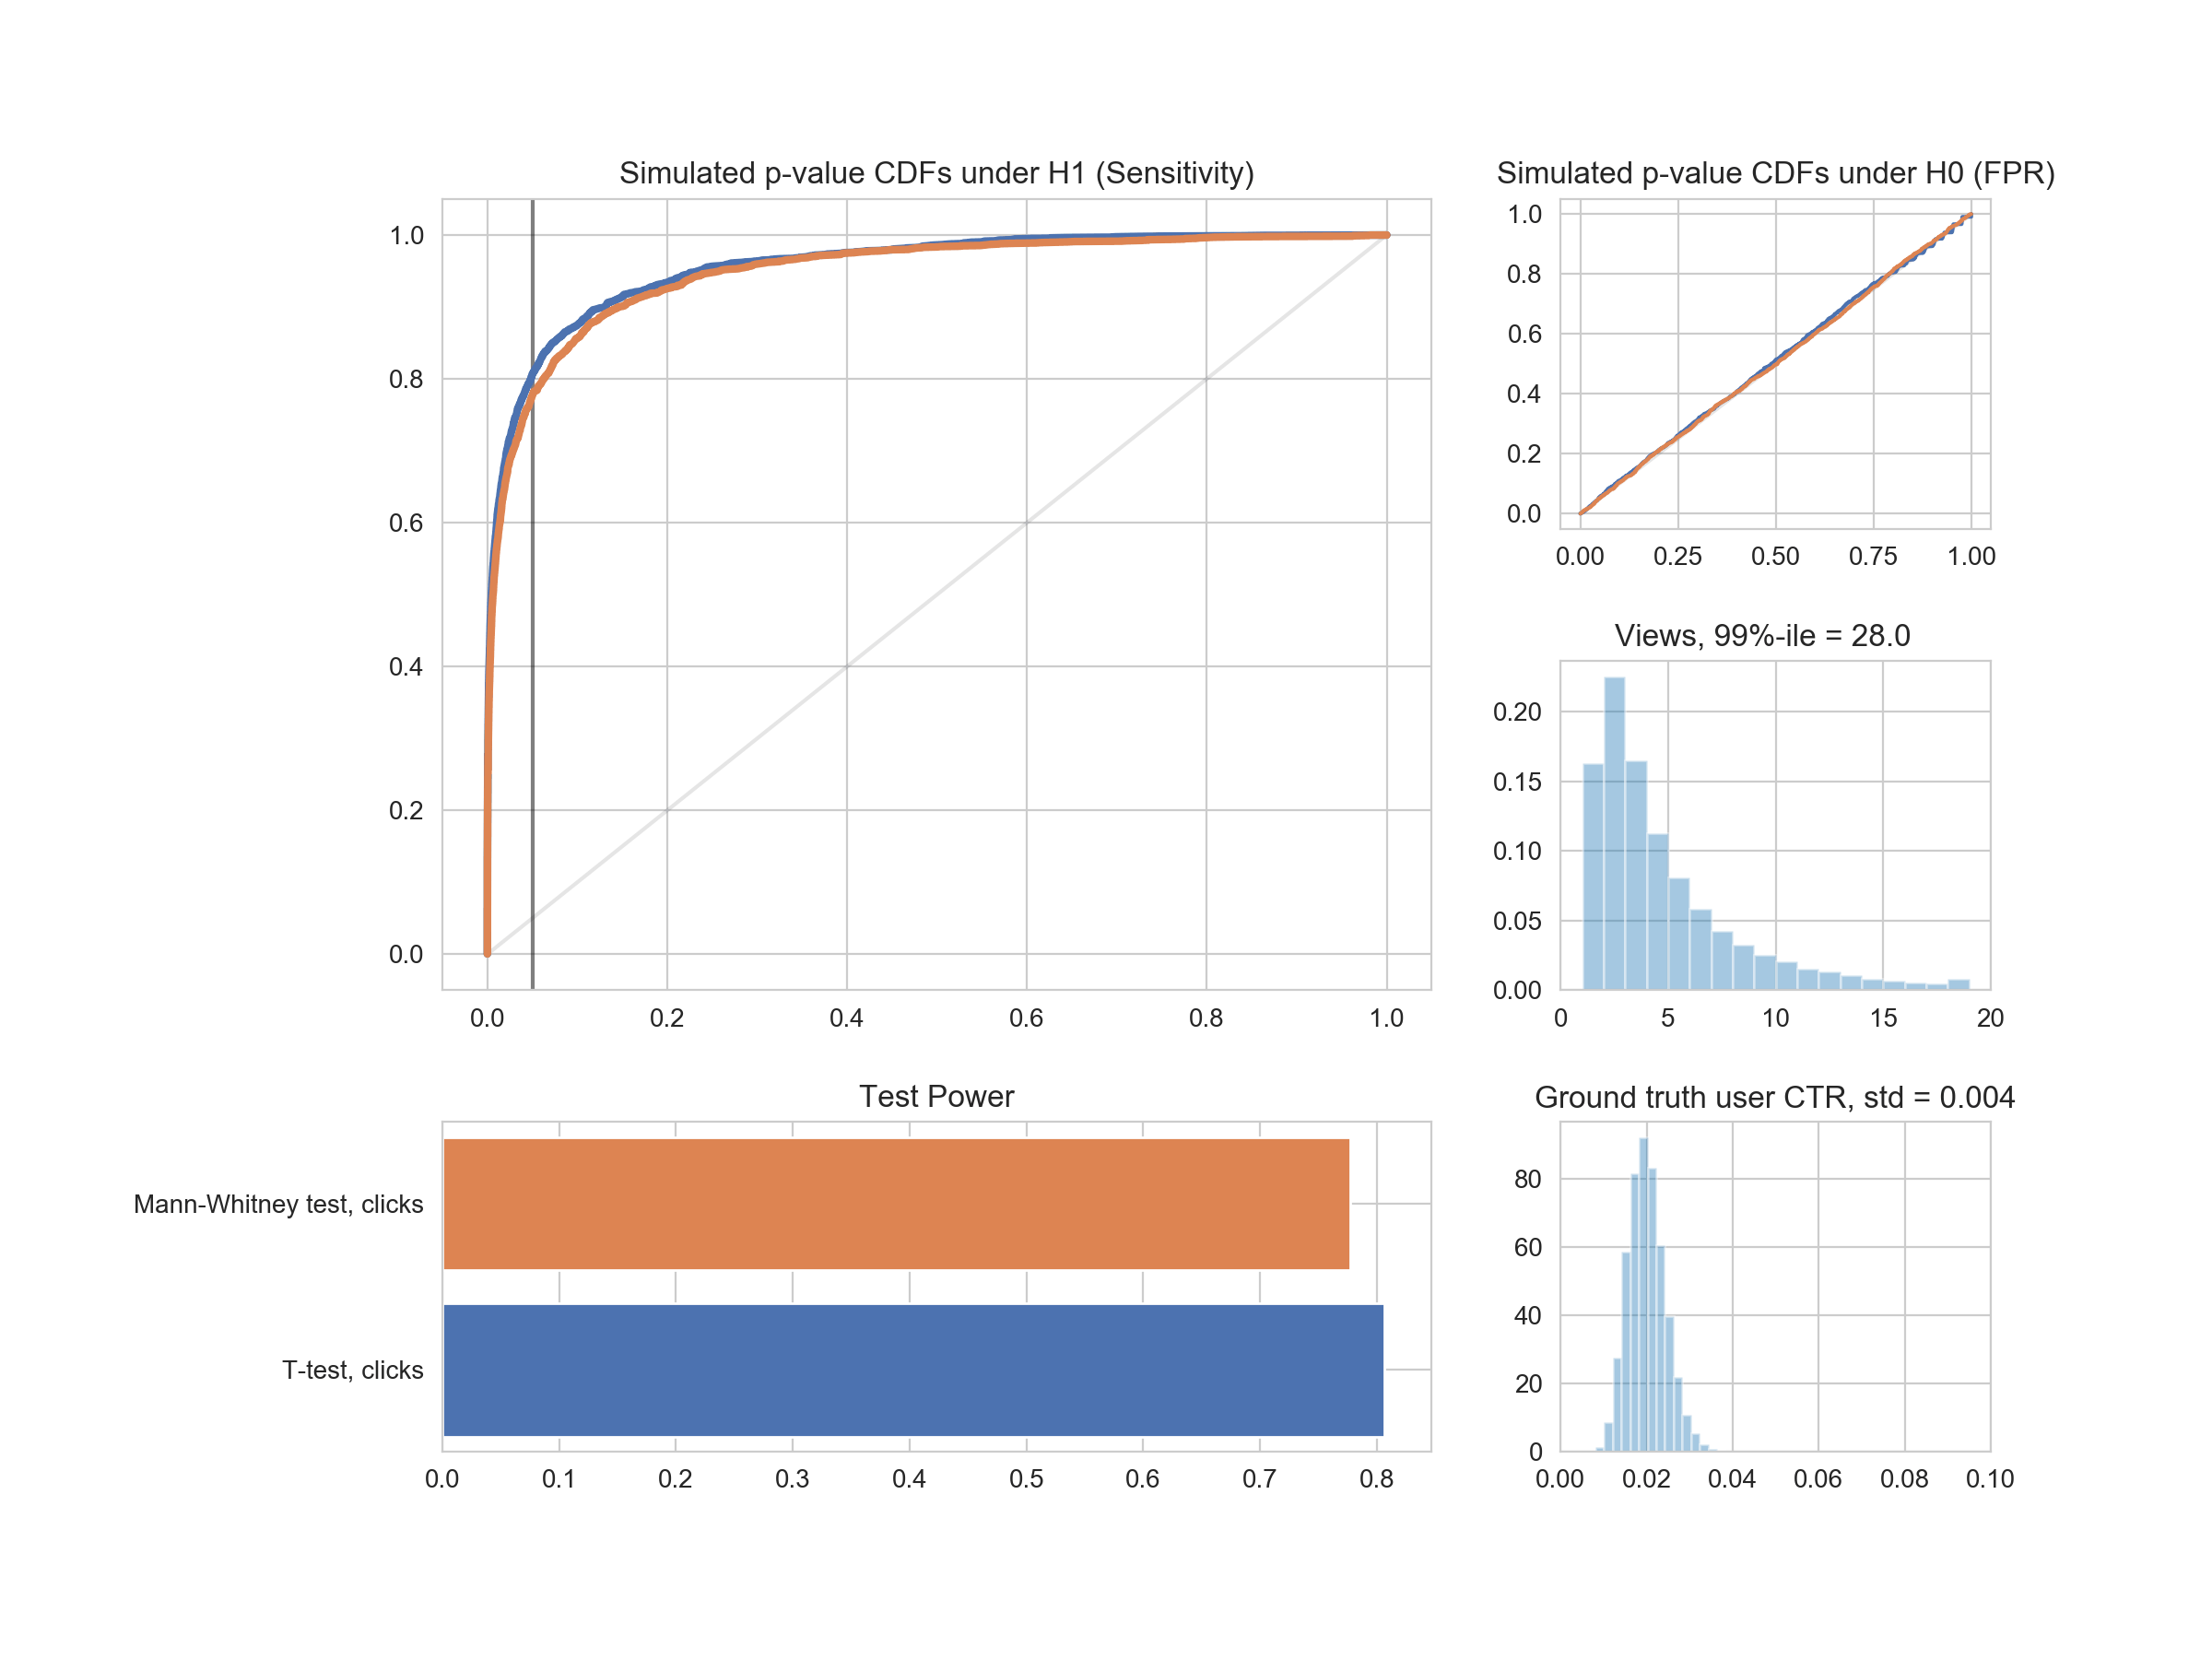 Simulated p-value CDFs under H1 (Sensitivity)
1.0
0.8
0.6
0.4
0.2
0.0
0.0 0.2 0.4 0.6 0.8 1.0
Simulated p-value CDFs under H0 (FPR)
1.0
0.8
0.6
0.4
0.2
0.0
0.00 0.25 0.50 0.75 1.00
Views, 99%-ile = 28.0
0.20
0.15
0.10
0.05
0.00
0 5 10 15 20
Test Power
Mann-Whitney test, clicks
T-test, clicks
0.0 0.1 0.2 0.3 0.4 0.5 0.6 0.7 0.8
Ground truth user CTR, std = 0.004
80
60
40
20
0
0.00 0.02 0.04 0.06 0.08 0.10